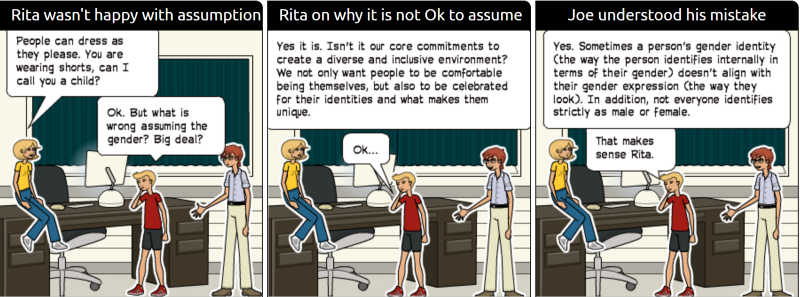 Rita wasn't happy with assumption
People can dress as
they please. You are
wearing shorts, can I
call you a child?
Ok. But what is
wrong assuming the
gender? Big deal?
Rita on why it is not Ok to assume
Yes it is. Isn't it our core commitments to
create a diverse and inclusive environment?
We not only want people to be comfortable
being themselves, but also to be celebrated
for their identities and what makes them
unique.
Ok...
Joe understood his mistake
Yes. Sometimes a person's gender identity
(the way the person identifies internally in
terms of their gender) doesn't align with
their gender expression (the way they
look). In addition, not everyone identifies
strictly as male or female.
That makes
sense Rita.